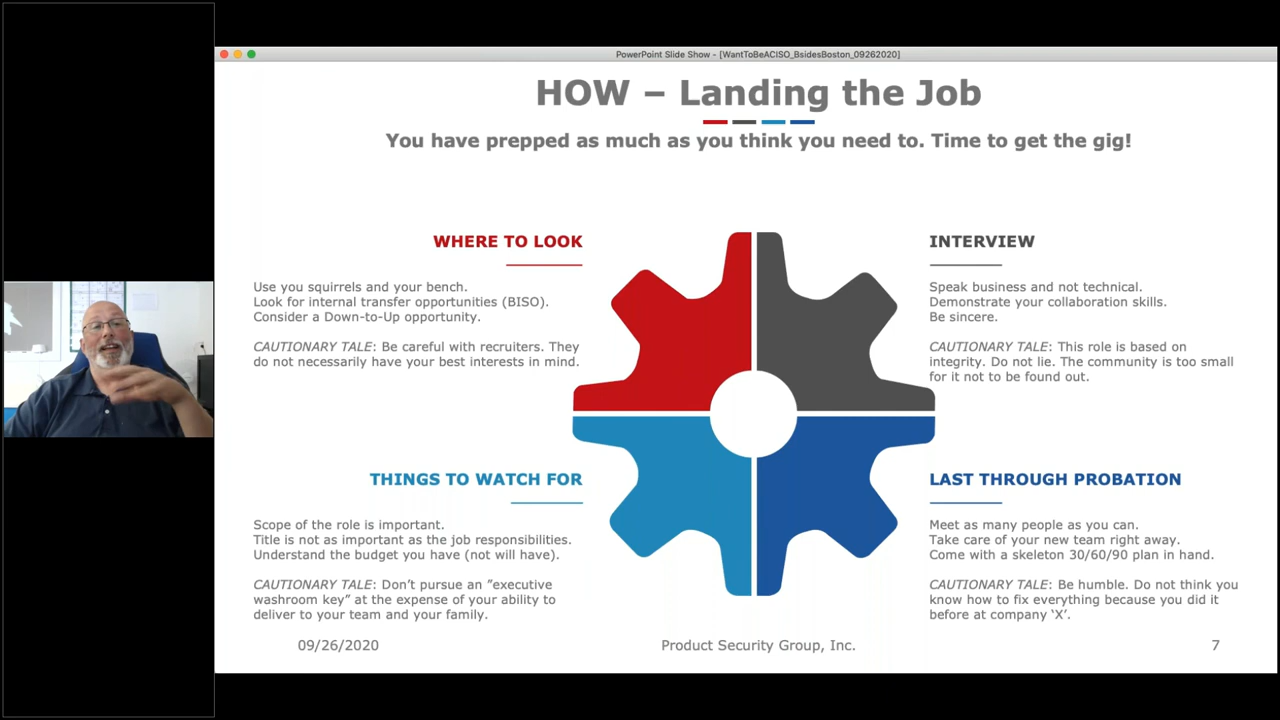 PowerPoint Slide Show - [WantToBeACISO_BsidesBoston_09262020]
HOW – Landing the Job
You have prepped as much as you think you need to. Time to get the gig!
WHERE TO LOOK
Use you squirrels and your bench.
Look for internal transfer opportunities (BISO).
Consider a Down-to-Up opportunity.
CAUTIONARY TALE: Be careful with recruiters. They
do not necessarily have your best interests in mind.
INTERVIEW
Speak business and not technical.
Demonstrate your collaboration skills.
Be sincere.
CAUTIONARY TALE: This role is based on
integrity. Do not lie. The community is too small
for it not to be found out.
THINGS TO WATCH FOR
Scope of the role is important.
Title is not as important as the job responsibilities.
Understand the budget you have (not will have).
CAUTIONARY TALE: Don’t pursue an ”executive
washroom key” at the expense of your ability to
deliver to your team and your family.
LAST THROUGH PROBATION
Meet as many people as you can.
Take care of your new team right away.
Come with a skeleton 30/60/90 plan in hand.
CAUTIONARY TALE: Be humble. Do not think you
know how to fix everything because you did it
before at company ‘X’.
09/26/2020
Product Security Group, Inc.
7